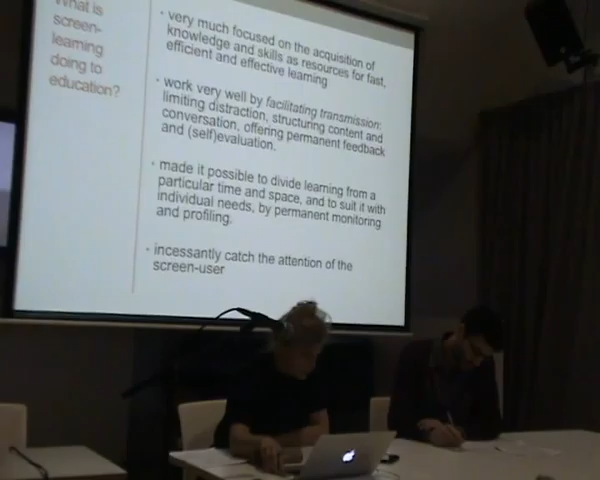 What is
screen-
learning
doing to
education?
• very much focused on the acquisition of
knowledge and skills as resources for fast,
efficient and effective learning
• work very well by facilitating transmission:
limiting distraction, structuring content and
conversation, offering permanent feedback
and (self)evaluation.
• made it possible to divide learning from a
particular time and space, and to suit it with
individual needs, by permanent monitoring
and profiling.
• incessantly catch the attention of the
screen-user